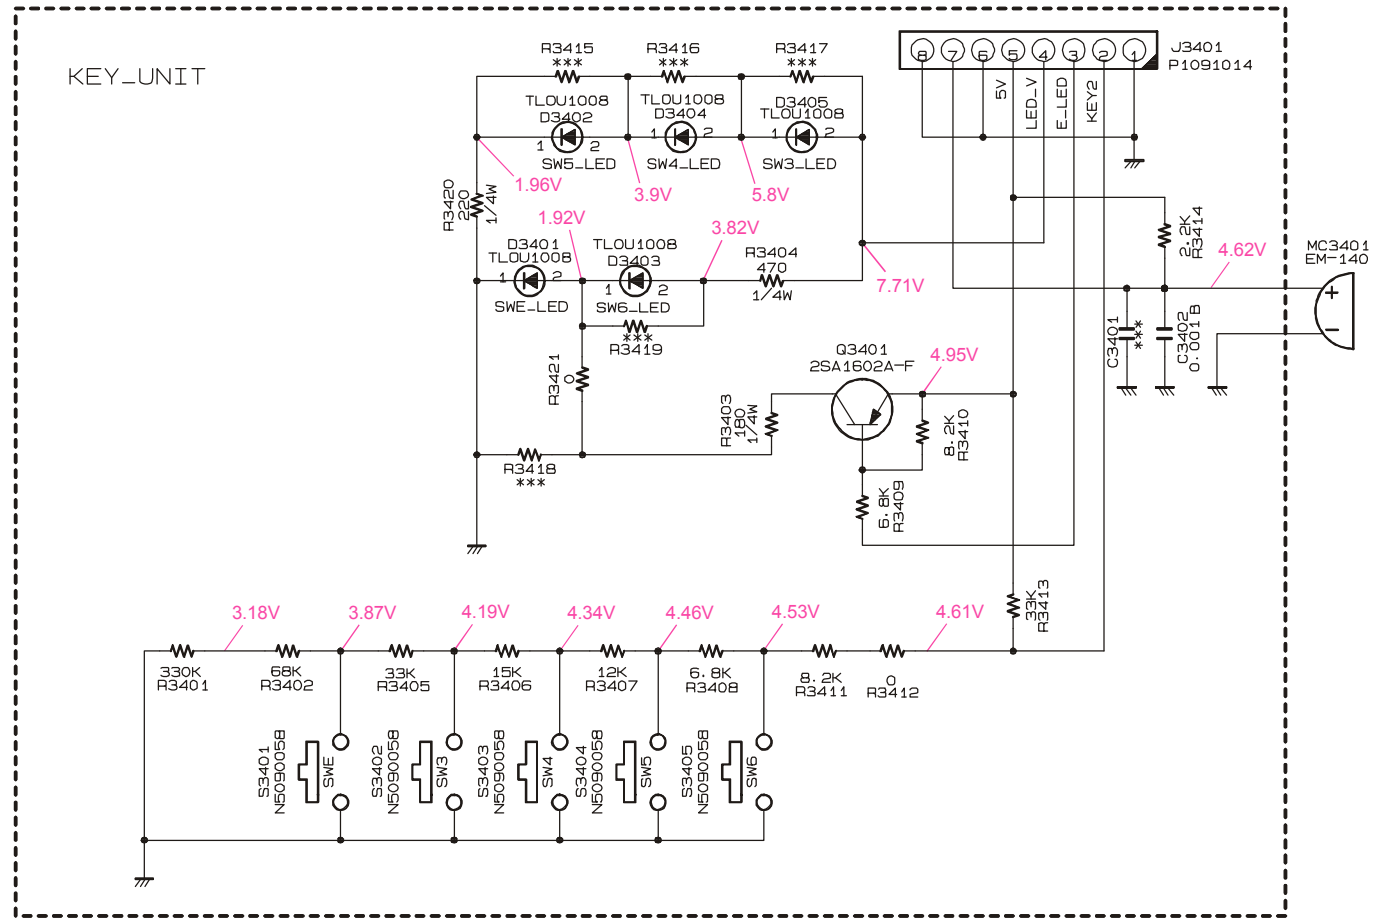 KEY_UNIT
R3415
***
R3416
***
R3417
***
8 7 6 5 4 3 2 1
J3401
P1091014
5V
LED_V
E_LED
KEY2
TLOU1008
D3402
1 2
SW5_LED
TLOU1008
D3404
1 2
SW4_LED
D3405
TLOU1008
1 2
SW3_LED
1.96V
3.9V
5.8V
R3420
220
1/4W
1.92V
3.82V
D3401
TLOU1008
1 2
SWE_LED
TLOU1008
D3403
1 2
SW6_LED
R3404
470
1/4W
7.71V
***
R3419
R3421
0
2.2K
R3414
4.62V
MC3401
EM-140
+
-
C3401
***
C3402
0.001B
Q3401
2SA1602A-F
4.95V
R3403
180
1/4W
8.2K
R3410
6.8K
R3409
R3418
***
33K
R3413
3.18V
3.87V
4.19V
4.34V
4.46V
4.53V
4.61V
330K
R3401
68K
R3402
33K
R3405
15K
R3406
12K
R3407
6.8K
R3408
8.2K
R3411
0
R3412
S3401
N5090058
SWE
S3402
N5090058
SW3
S3403
N5090058
SW4
S3404
N5090058
SW5
S3405
N5090058
SW6